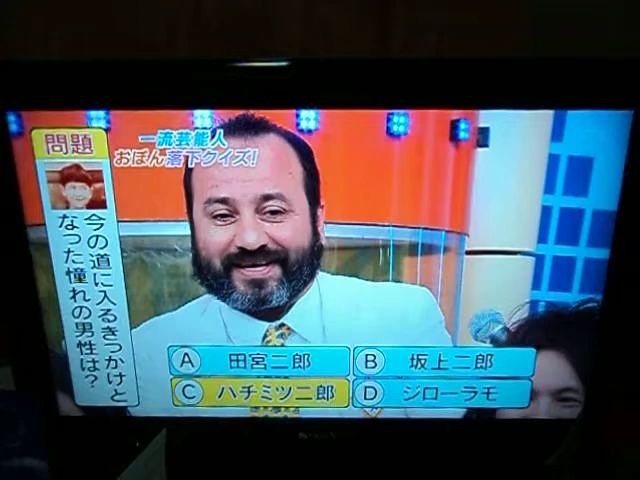 問題
一流芸能人
おぼん落下クイズ!
今の道に入るきっかけと
なった憧れの男性は?
A 田宮二郎
B 坂上二郎
C ハチミツ二郎
D ジローラモ